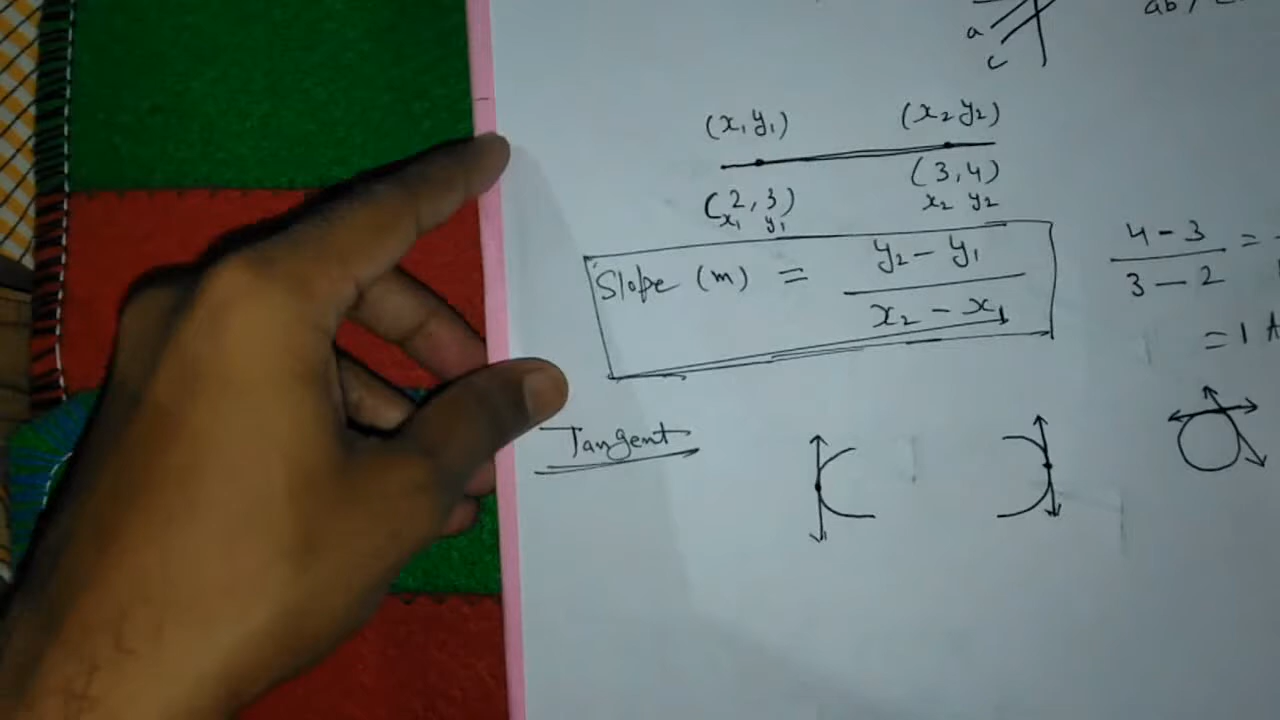 a
c
(x₁ y₁) (x₂ y₂)
(2, 3) (3, 4)
x₁ y₁ x₂ y₂
Slope (m) = y₂ - y₁
x₂ - x₁
4 - 3 =
3 - 2
= 1
Tangent